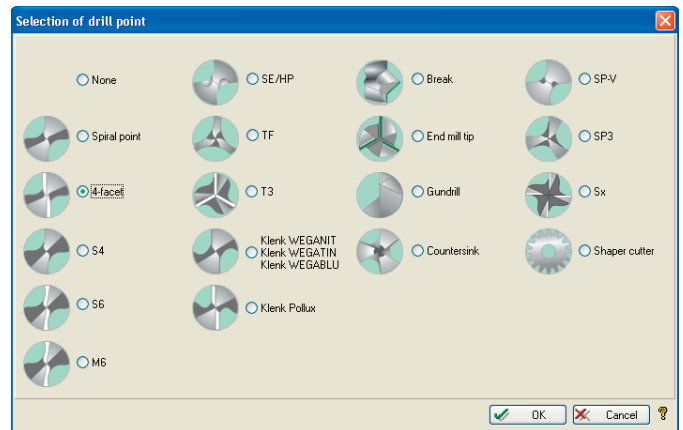 Selection of drill point
None
Spiral point
4-facet
S4
S6
M6
SE/HP
TF
T3
Klenk WEGANIT
Klenk WEGATIN
Klenk WEGABLU
Klenk Pollux
Break
End mill tip
Gundrill
Countersink
SP-V
SP3
Sx
Shaper cutter
OK
Cancel
?